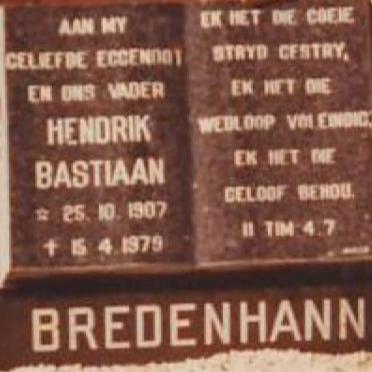 AAN MY
GELIEFDE EGGENOOT
EN ONS VADER
HENDRIK
BASTIAAN
☆ 25. 10. 1907
† 15 4. 1979
EK HET DIE GOEIE
STRYD GESTRY,
EK HET DIE
WEDLOOP VOLEINDIG,
EK HET DIE
GELOOF BEHOU.
II TIM 4.7
BREDENHANN